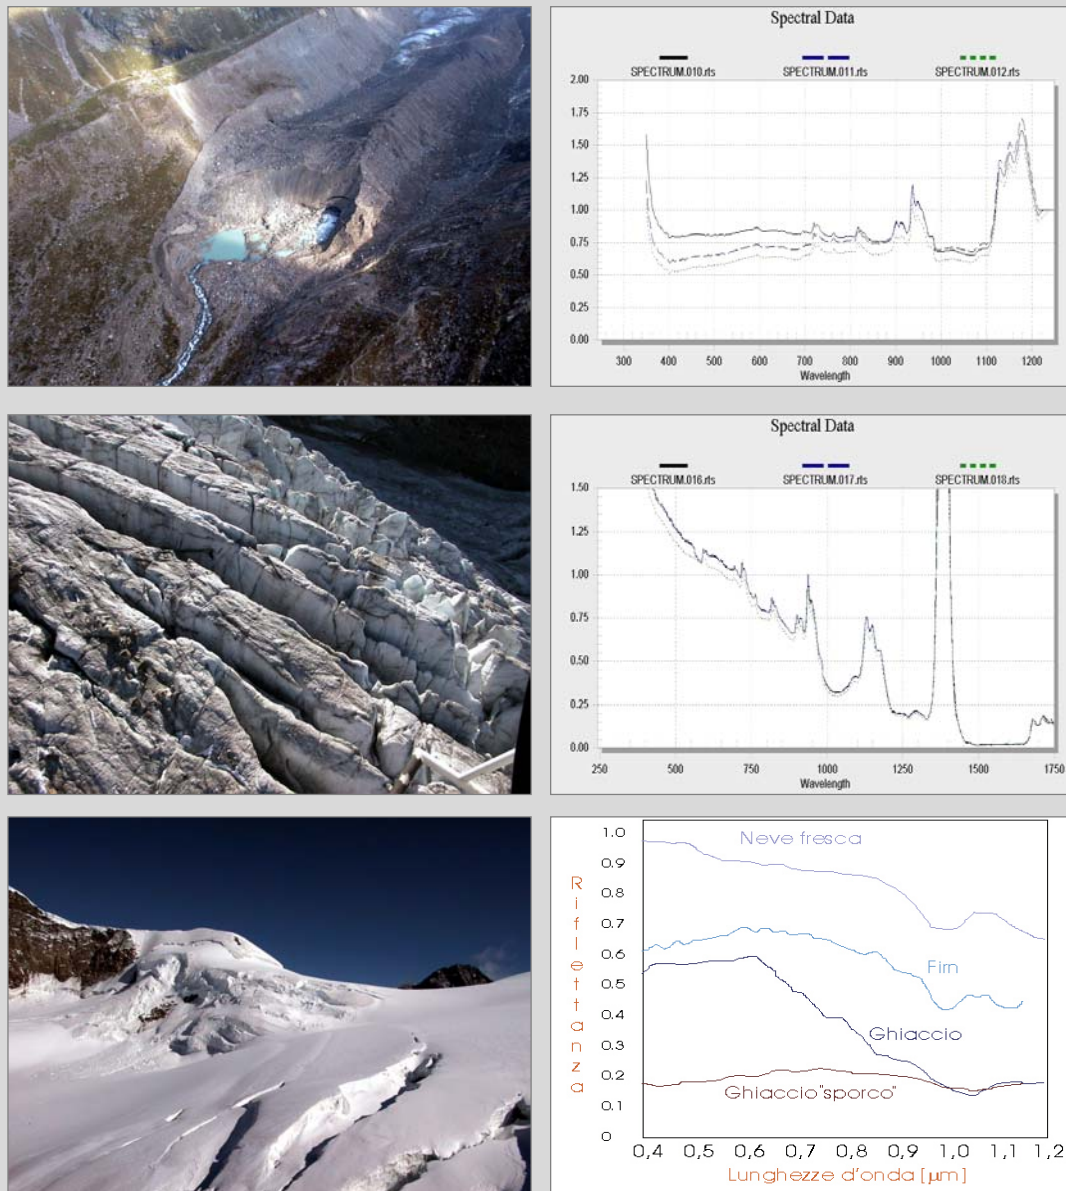 Spectral Data
SPECTRUM.010.rts SPECTRUM.011.rts SPECTRUM.012.rts
2.00
1.75
1.50
1.25
1.00
0.75
0.50
0.25
0.00
300 400 500 600 700 800 900 1000 1100 1200
Wavelength
Spectral Data
SPECTRUM.016.rts SPECTRUM.017.rts SPECTRUM.018.rts
1.50
1.25
1.00
0.75
0.50
0.25
0.00
250 500 750 1000 1250 1500 1750
Wavelength
Riflettanza
1.0
0.9
0.8
0.7
0.6
0.5
0.4
0.3
0.2
0.1
0
Neve fresca
Firn
Ghiaccio
Ghiaccio "sporco"
0,4 0,5 0,6 0,7 0,8 0,9 1,0 1,1 1,2
Lunghezze d'onda [µm]